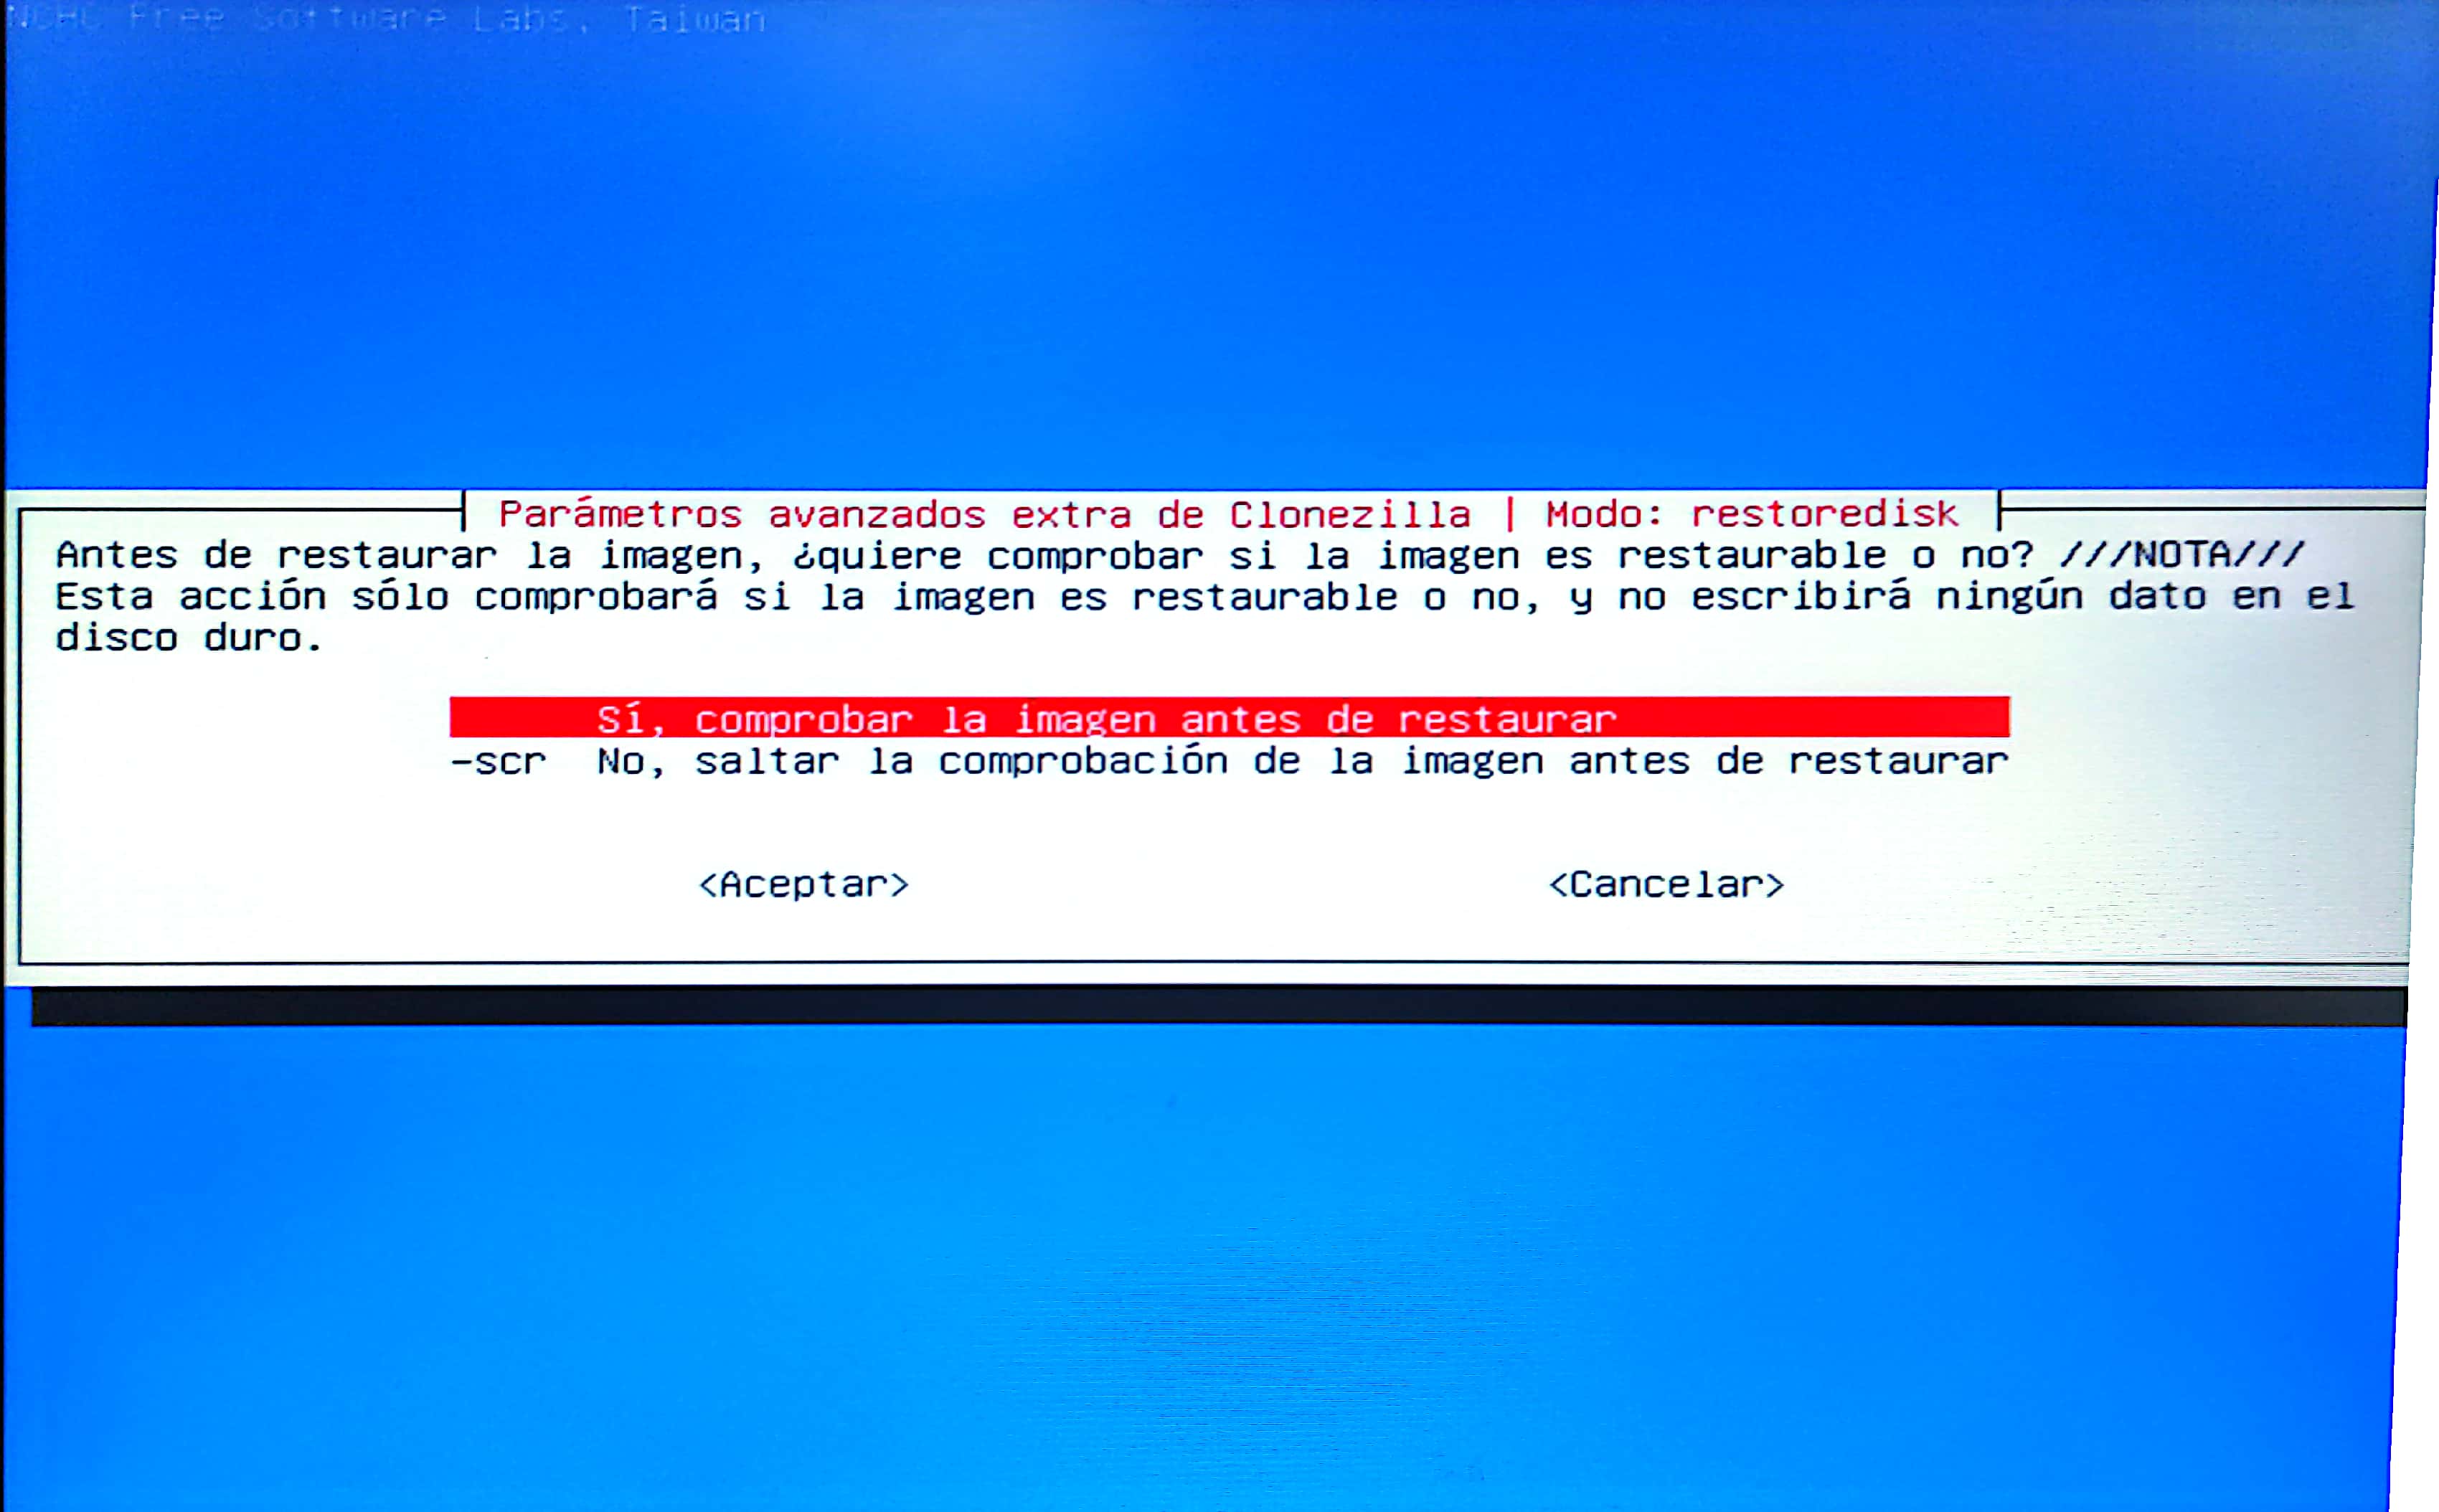 NCHC Free Software Labs, Taiwan
Parámetros avanzados extra de Clonezilla | Modo: restoredisk
Antes de restaurar la imagen, ¿quiere comprobar si la imagen es restaurable o no? ///NOTA///
Esta acción sólo comprobará si la imagen es restaurable o no, y no escribirá ningún dato en el
disco duro.
Sí, comprobar la imagen antes de restaurar
-scr No, saltar la comprobación de la imagen antes de restaurar
<Aceptar> <Cancelar>